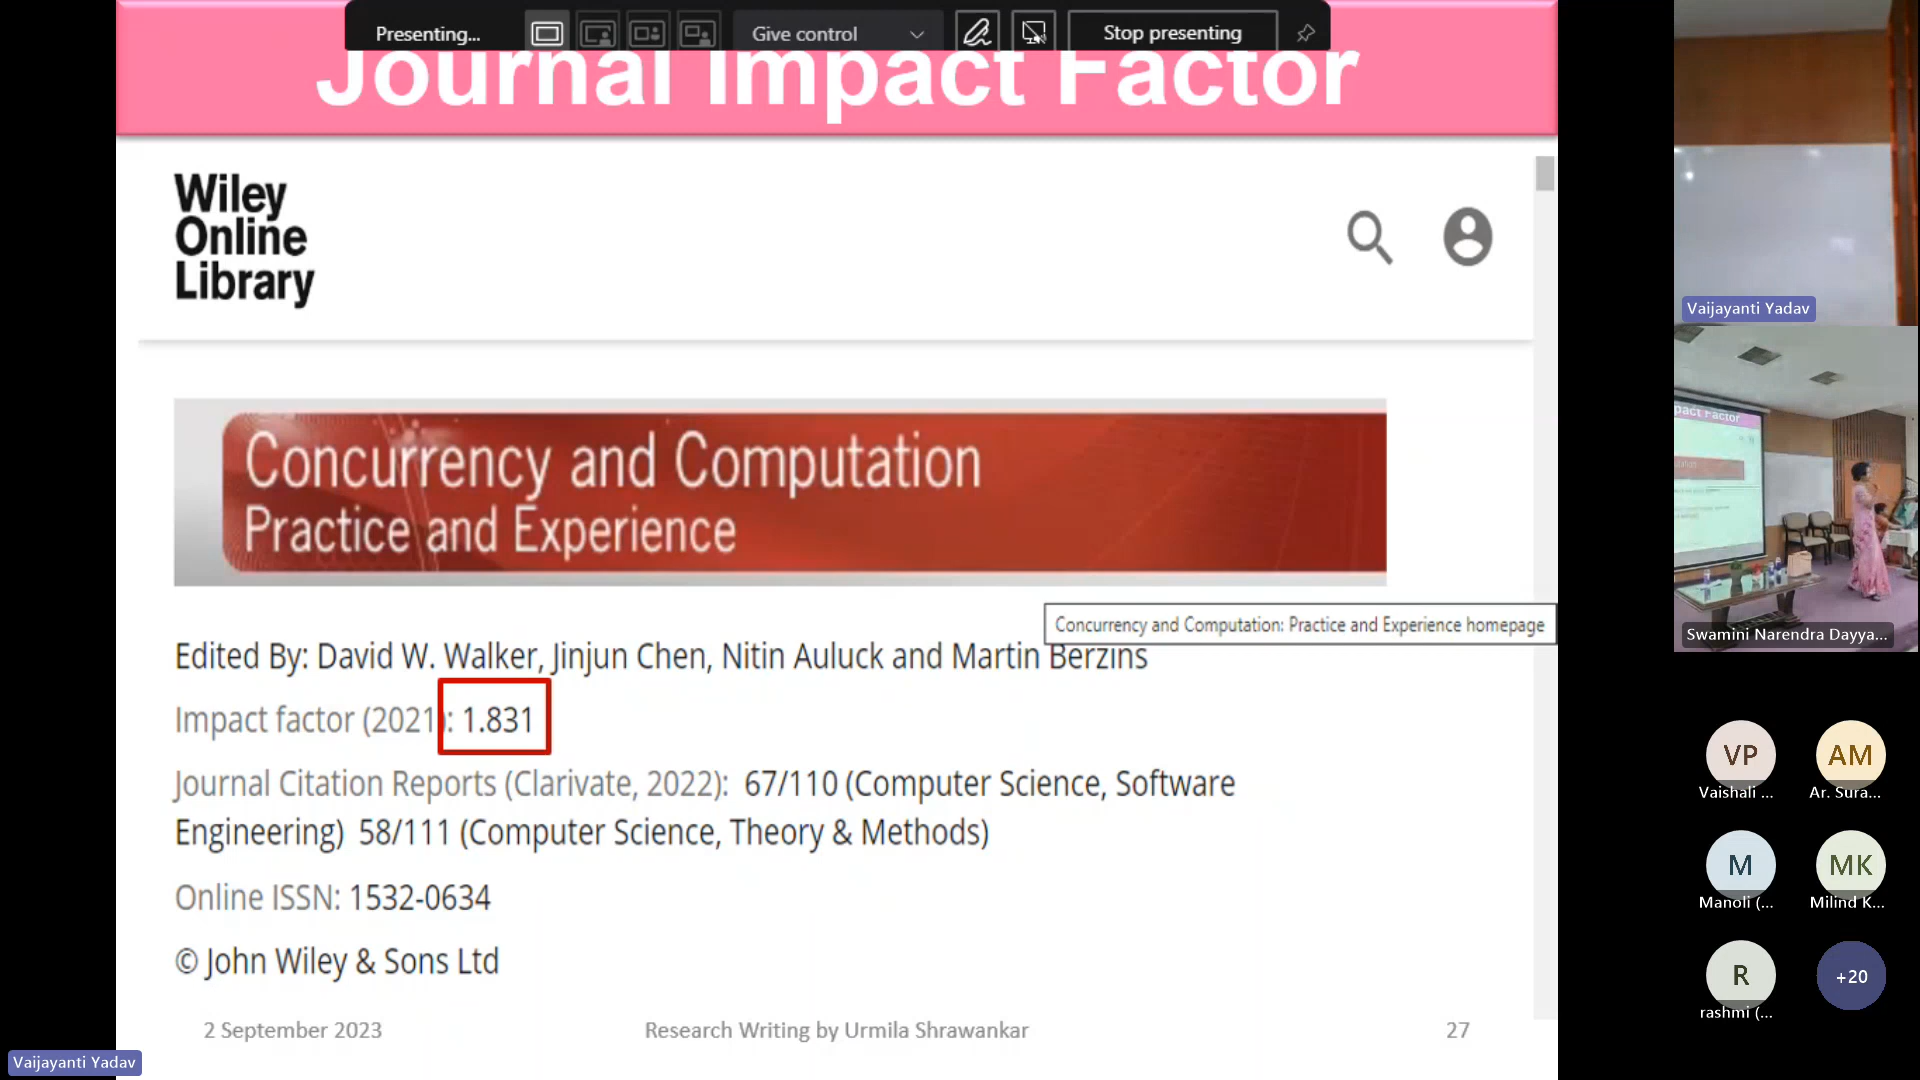 Presenting...
Give control
Stop presenting
Journal Impact Factor
Wiley
Online
Library
Concurrency and Computation
Practice and Experience
Concurrency and Computation: Practice and Experience homepage
Edited By: David W. Walker, Jinjun Chen, Nitin Auluck and Martin Berzins
Impact factor (2021): 1.831
Journal Citation Reports (Clarivate, 2022): 67/110 (Computer Science, Software
Engineering) 58/111 (Computer Science, Theory & Methods)
Online ISSN: 1532-0634
© John Wiley & Sons Ltd
2 September 2023
Research Writing by Urmila Shrawankar
27
Vaijayanti Yadav
Vaijayanti Yadav
pact Factor
Swamini Narendra Dayya...
VP
Vaishali ...
AM
Ar. Sura...
M
Manoli (...
MK
Milind K...
R
rashmi (...
+20